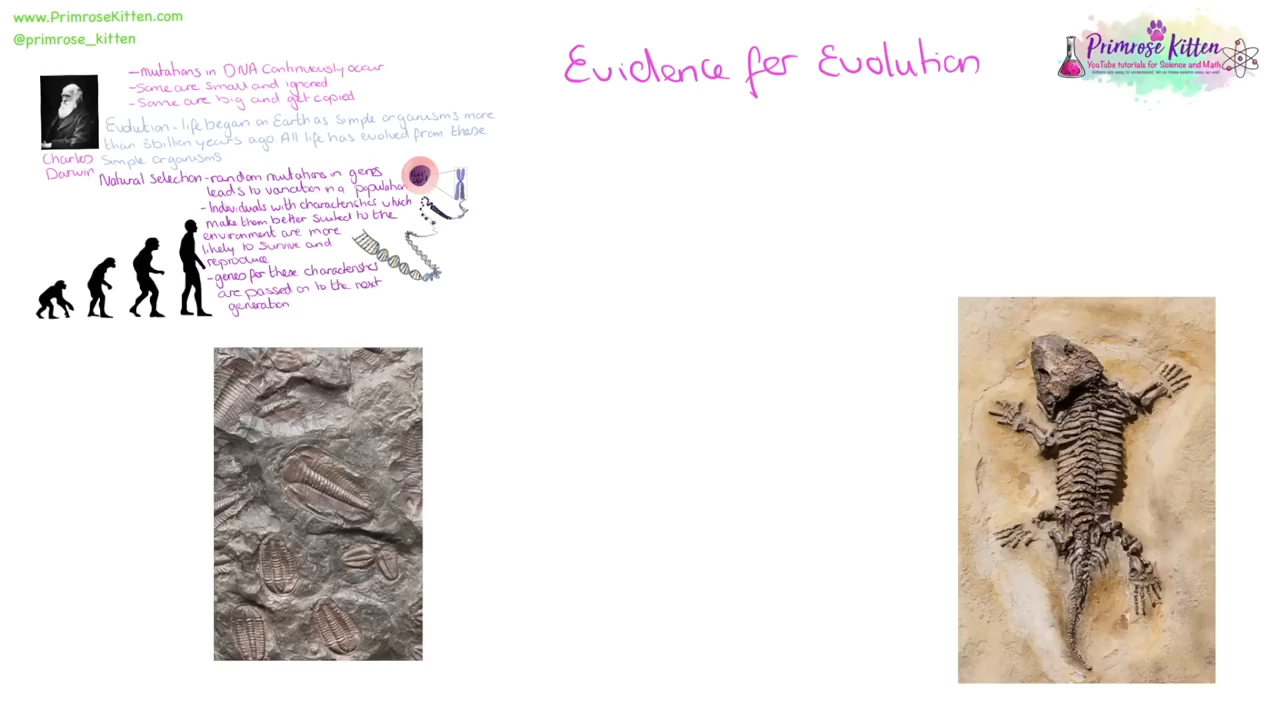 www.PrimroseKitten.com
@primrose_kitten
Evidence for Evolution
Primrose Kitten
YouTube tutorials for Science and Math
-mutations in DNA continuously occur
-Some are small and ignored
-Some are big and get copied
Charles
Darwin
Evolution - life began on Earth as simple organisms more
than 3billion years ago. All life has evolved from these
simple organisms
Natural Selection - random mutations in genes
leads to variation in a population
- Individuals with characteristics which
make them better suited to the
environment are more
likely to survive and
reproduce
- genes for these characteristics
are passed on to the next
generation